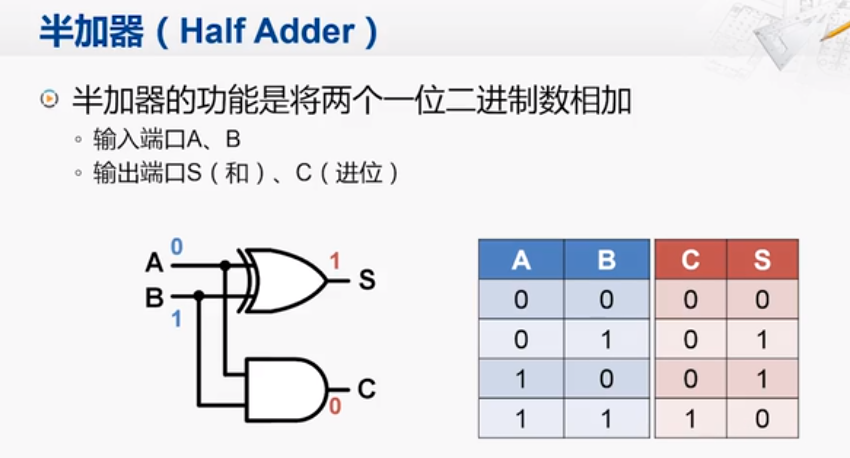 半加器（Half Adder）
半加器的功能是将两个一位二进制数相加
输入端口A、B
输出端口S（和）、C（进位）
0
A
1
S
B
1
C
0
A B C S
0 0 0 0
0 1 0 1
1 0 0 1
1 1 1 0